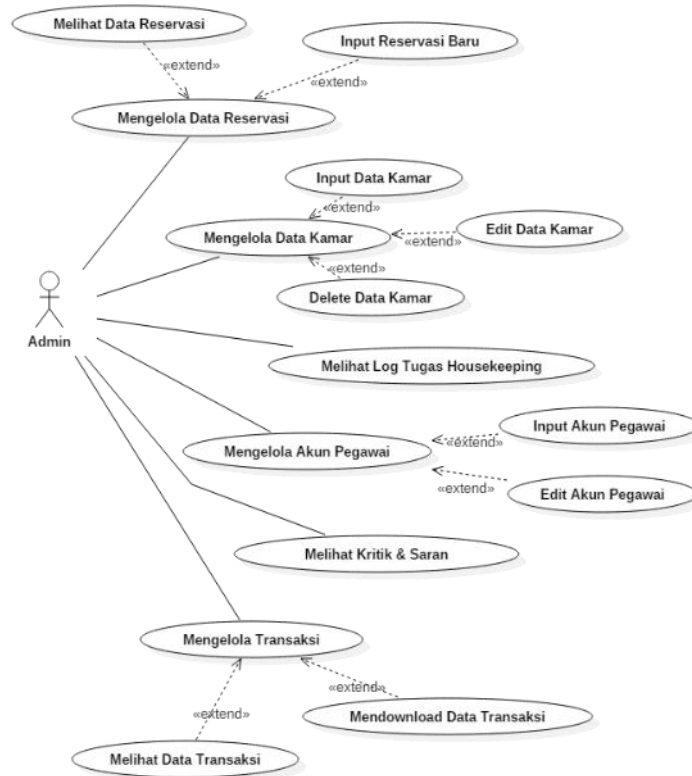 Melihat Data Reservasi
Input Reservasi Baru
«extend»
«extend»
Mengelola Data Reservasi
Input Data Kamar
«extend»
Mengelola Data Kamar
Edit Data Kamar
«extend»
«extend»
Delete Data Kamar
Admin
Melihat Log Tugas Housekeeping
Input Akun Pegawai
Mengelola Akun Pegawai
«extend»
«extend»
Edit Akun Pegawai
Melihat Kritik & Saran
Mengelola Transaksi
«extend»
«extend»
Mendownload Data Transaksi
Melihat Data Transaksi